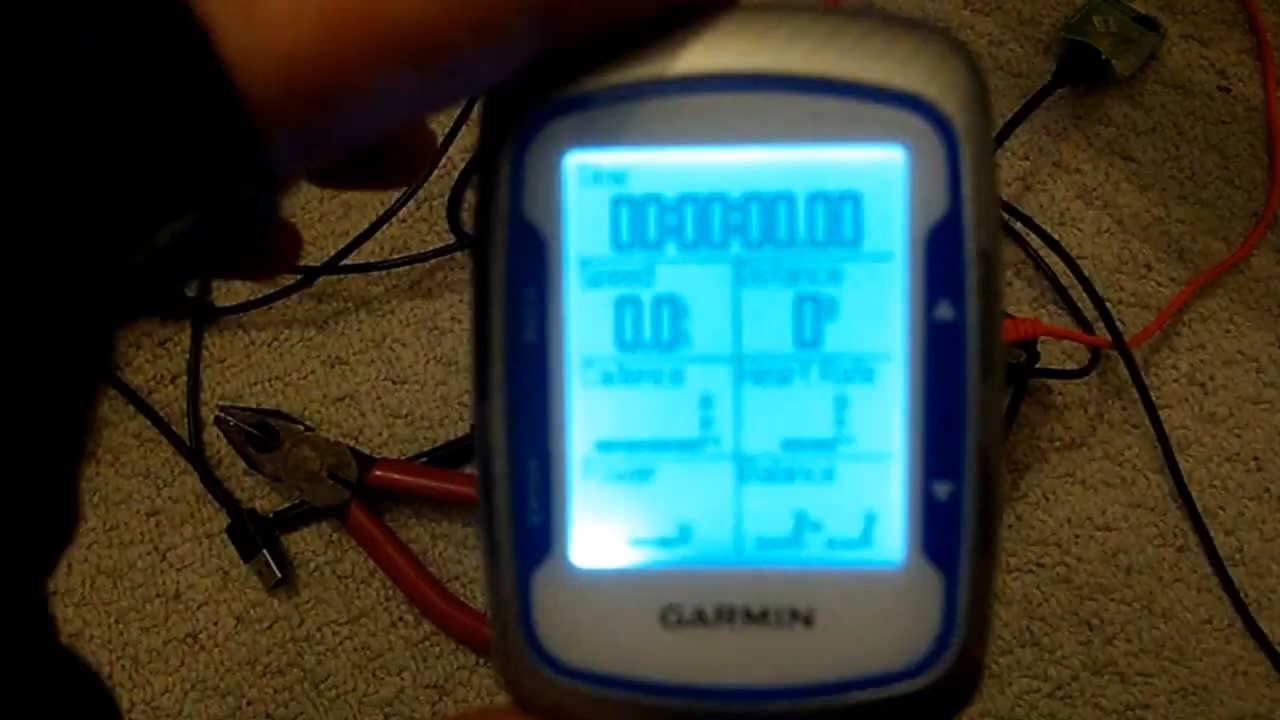 Time
00:00:00.00
Speed Distance
0.0 0
Cadence Heart Rate
Power Balance
GARMIN